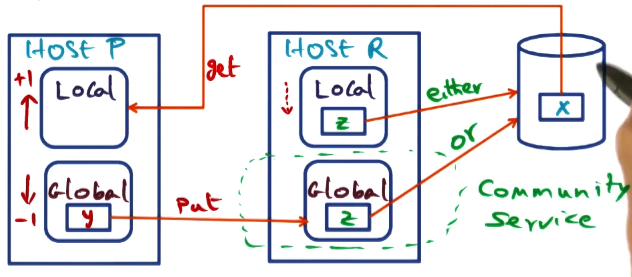 HOST P
+1
Local
Global
-1
y
get
Put
HOST R
Local
z
Global
z
either
or
x
Community
Service